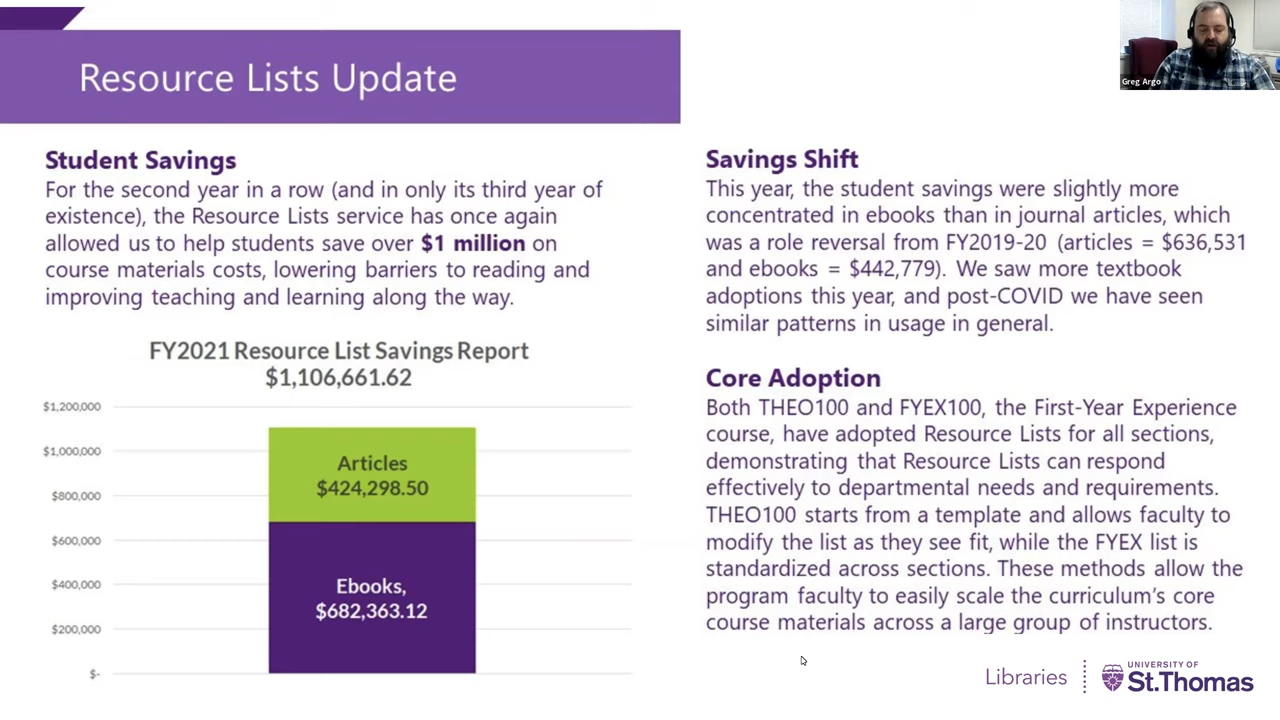 Resource Lists Update
Greg Argo
Student Savings
For the second year in a row (and in only its third year of
existence), the Resource Lists service has once again
allowed us to help students save over $1 million on
course materials costs, lowering barriers to reading and
improving teaching and learning along the way.
FY2021 Resource List Savings Report
$1,106,661.62
$1,200,000
$1,000,000
$800,000
$600,000
$400,000
$200,000
$-
Articles
$424,298.50
Ebooks,
$682,363.12
Savings Shift
This year, the student savings were slightly more
concentrated in ebooks than in journal articles, which
was a role reversal from FY2019-20 (articles = $636,531
and ebooks = $442,779). We saw more textbook
adoptions this year, and post-COVID we have seen
similar patterns in usage in general.
Core Adoption
Both THEO100 and FYEX100, the First-Year Experience
course, have adopted Resource Lists for all sections,
demonstrating that Resource Lists can respond
effectively to departmental needs and requirements.
THEO100 starts from a template and allows faculty to
modify the list as they see fit, while the FYEX list is
standardized across sections. These methods allow the
program faculty to easily scale the curriculum's core
course materials across a large group of instructors.
Libraries
UNIVERSITY OF
St.Thomas